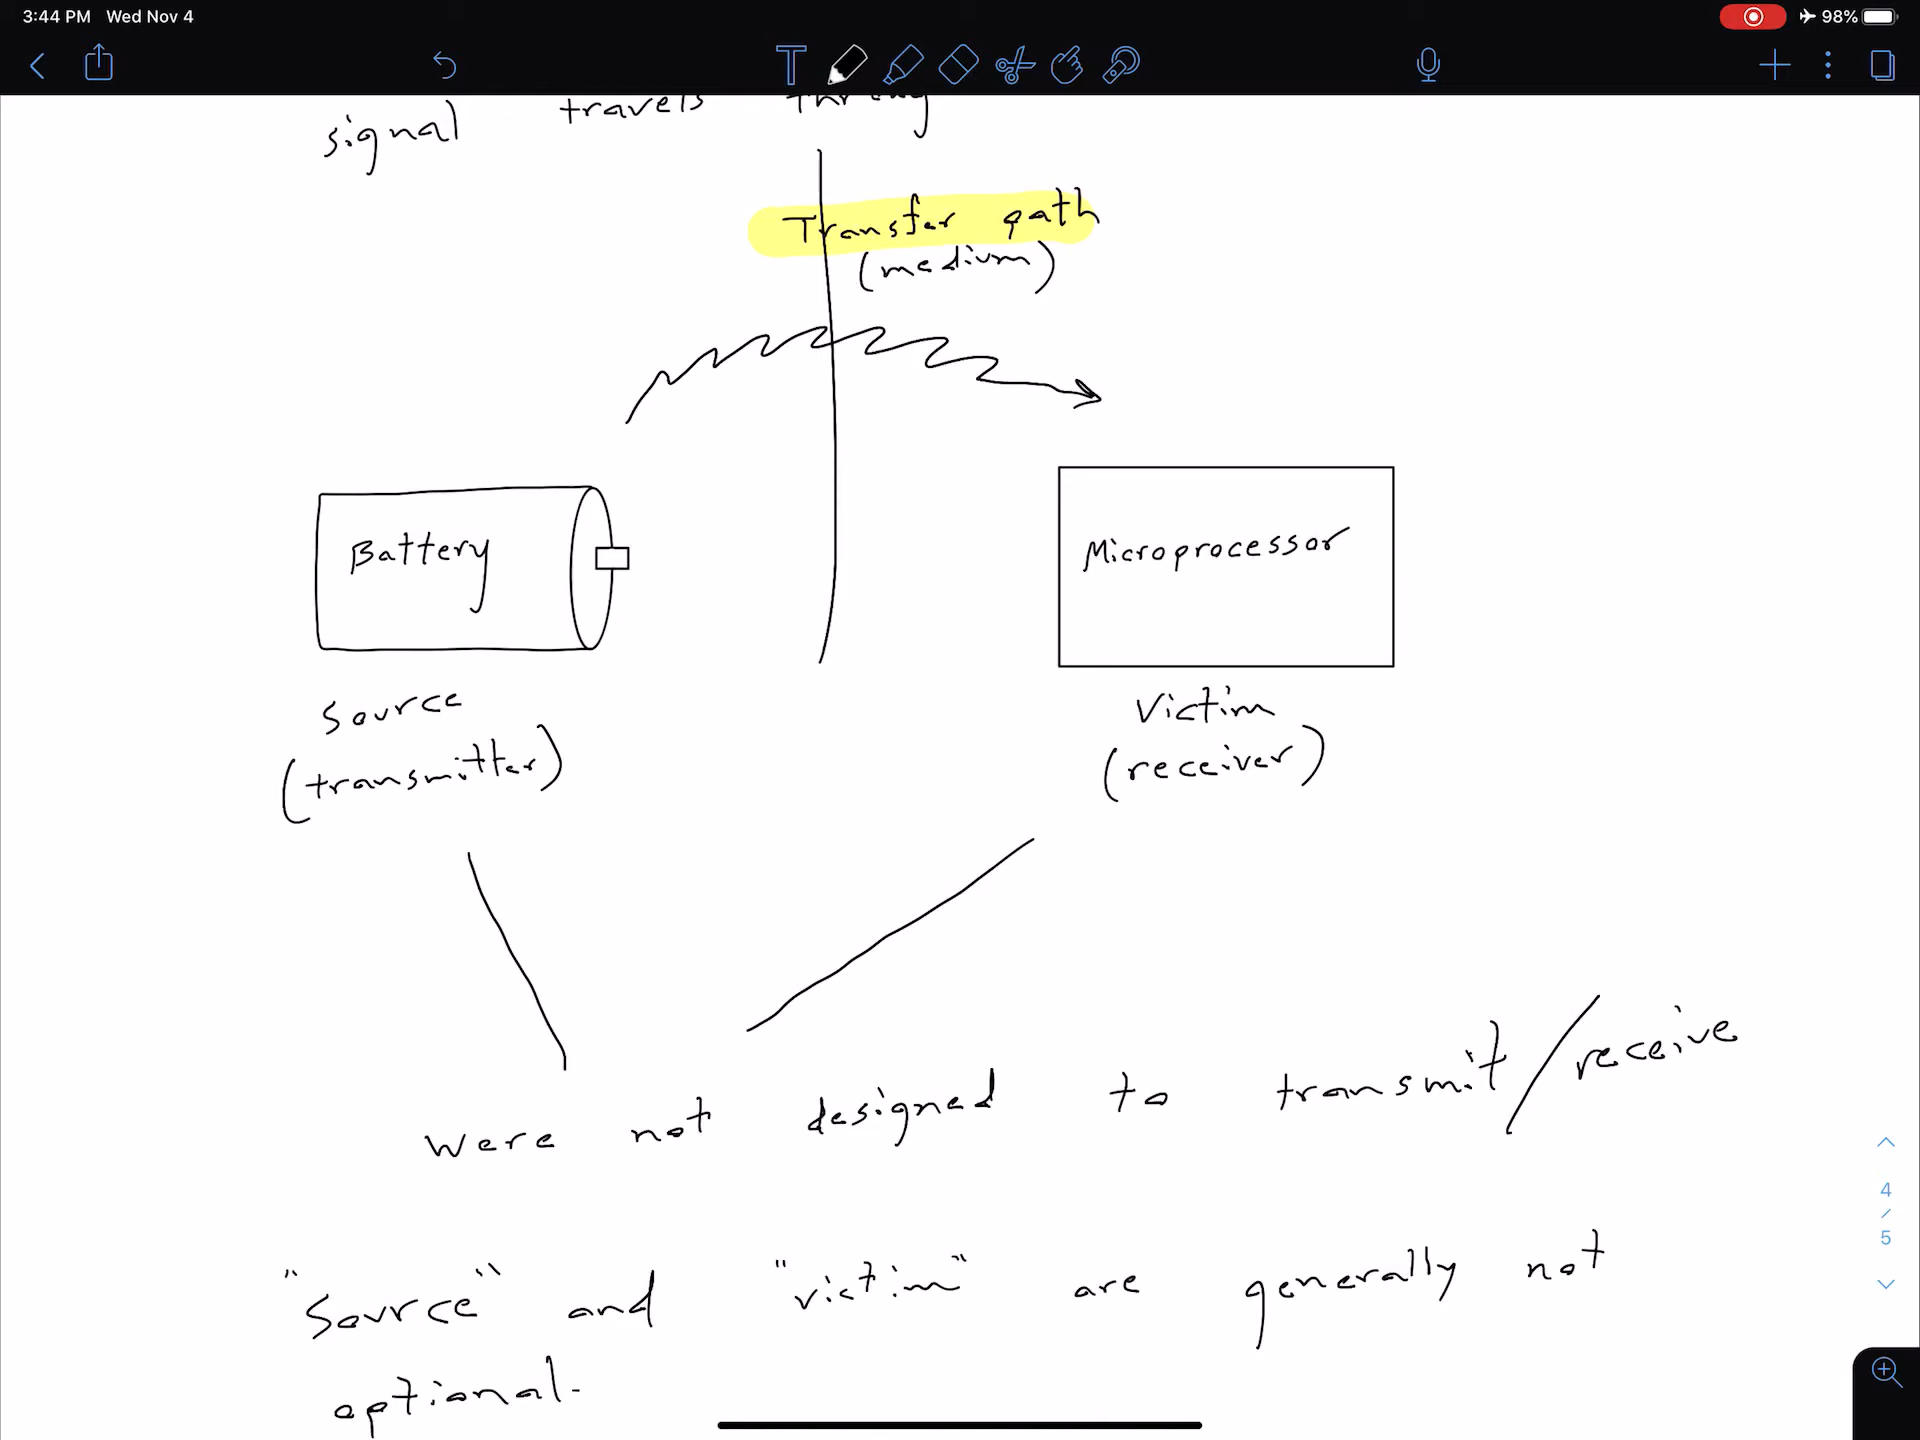 3:44 PM Wed Nov 4
98%
signal travels
Transfer path
(medium)
Battery
Microprocessor
source
(transmitter)
victim
(receiver)
were not designed to transmit/receive
4
/
5
"Source" and "victim" are generally not
optional.